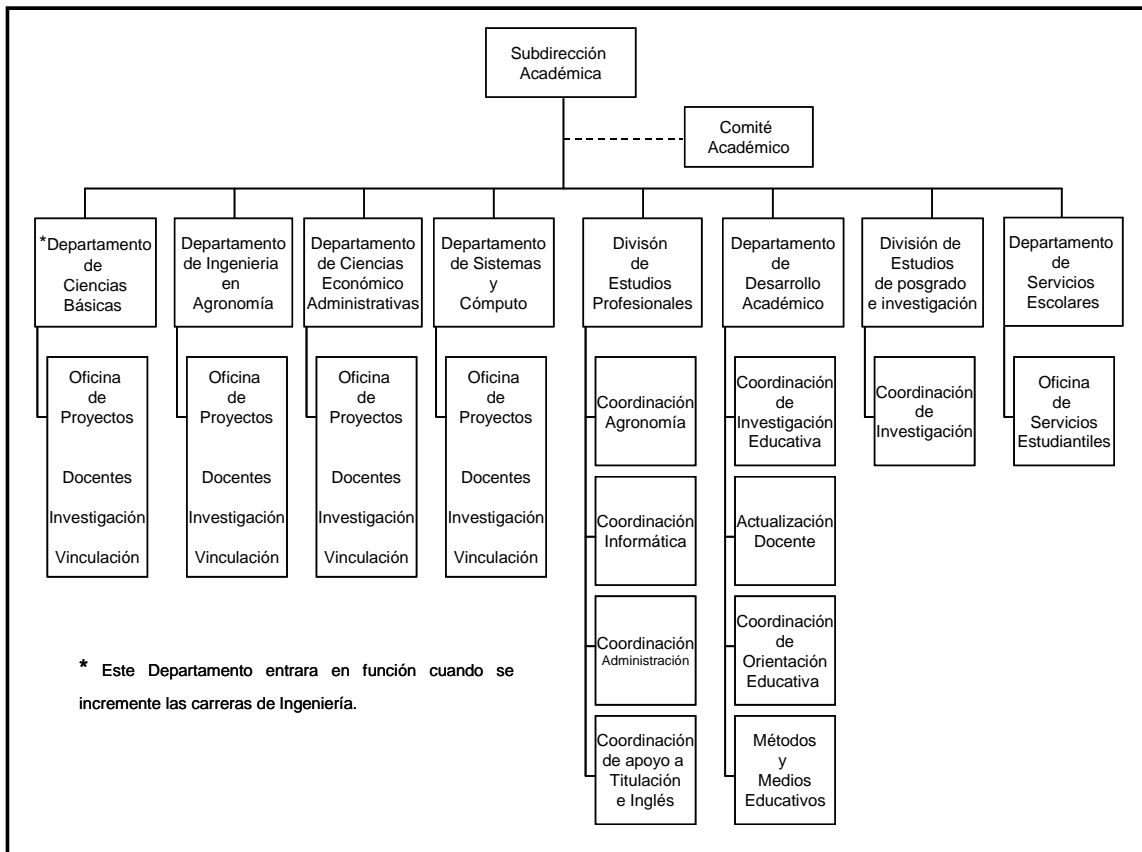 Subdirección
Académica
Comité
Académico
*Departamento
de
Ciencias
Básicas
Departamento
de Ingenieria
en
Agronomía
Departamento
de Ciencias
Económico
Administrativas
Departamento
de Sistemas
y
Cómputo
Divisón
de
Estudios
Profesionales
Departamento
de
Desarrollo
Académico
División de
Estudios
de posgrado
e investigación
Departamento
de
Servicios
Escolares
Oficina
de
Proyectos
Docentes
Investigación
Vinculación
Oficina
de
Proyectos
Docentes
Investigación
Vinculación
Oficina
de
Proyectos
Docentes
Investigación
Vinculación
Oficina
de
Proyectos
Docentes
Investigación
Vinculación
Coordinación
Agronomía
Coordinación
Informática
Coordinación
Administración
Coordinación
de apoyo a
Titulación
e Inglés
Coordinación
de
Investigación
Educativa
Actualización
Docente
Coordinación
de
Orientación
Educativa
Métodos
y
Medios
Educativos
Coordinación
de
Investigación
Oficina
de
Servicios
Estudiantiles
* Este Departamento entrara en función cuando se
incremente las carreras de Ingeniería.